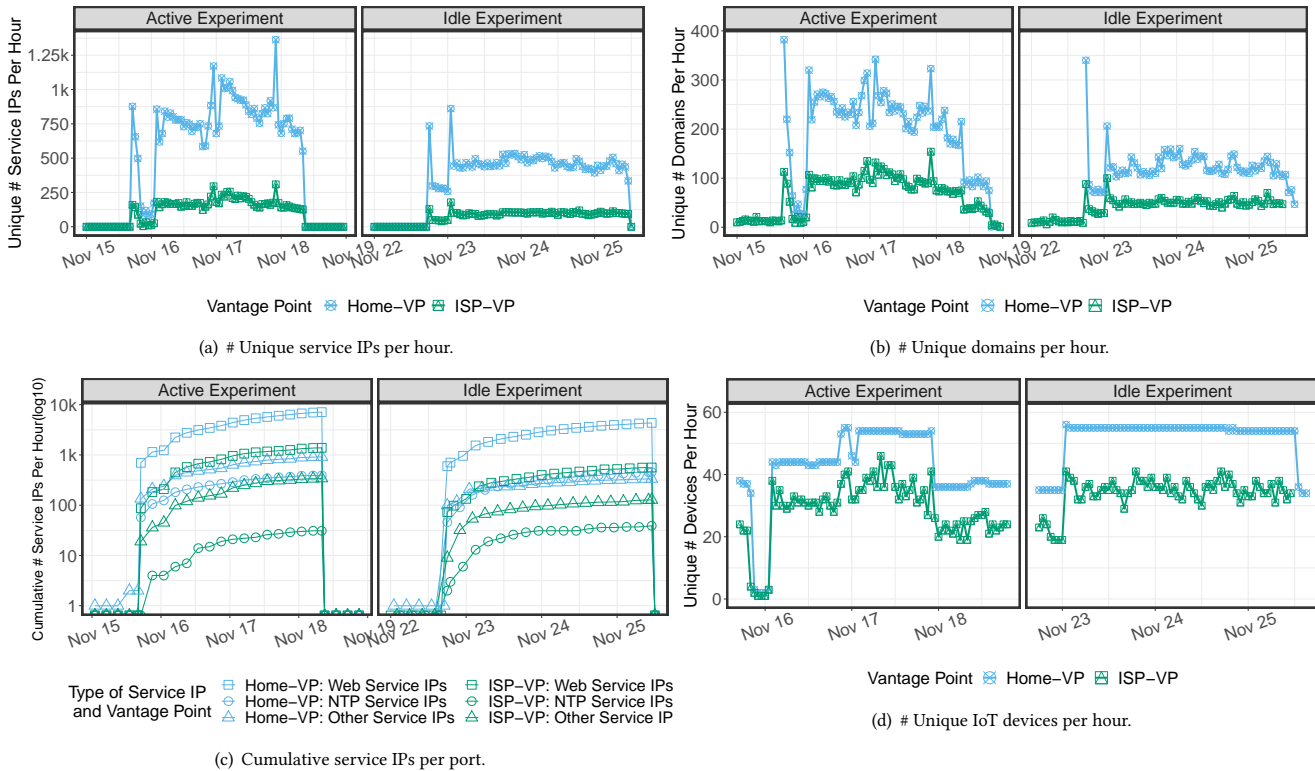 Active Experiment
Idle Experiment
Unique # Service IPs Per Hour
1.25k
1k
750
500
250
0
Nov 15
Nov 16
Nov 17
Nov 18
Nov 19
Nov 22
Nov 23
Nov 24
Nov 25
Vantage Point Home−VP ISP−VP
(a) # Unique service IPs per hour.
Active Experiment
Idle Experiment
Unique # Domains Per Hour
400
300
200
100
0
Nov 15
Nov 16
Nov 17
Nov 18
Nov 19
Nov 22
Nov 23
Nov 24
Nov 25
Vantage Point Home−VP ISP−VP
(b) # Unique domains per hour.
Active Experiment
Idle Experiment
Cumulative # Service IPs Per Hour(log10)
10k
1k
100
10
1
Nov 15
Nov 16
Nov 17
Nov 18
Nov 19
Nov 22
Nov 23
Nov 24
Nov 25
Type of Service IP
and Vantage Point
Home−VP: Web Service IPs
Home−VP: NTP Service IPs
Home−VP: Other Service IPs
ISP−VP: Web Service IPs
ISP−VP: NTP Service IPs
ISP−VP: Other Service IP
(c) Cumulative service IPs per port.
Active Experiment
Idle Experiment
Unique # Devices Per Hour
60
40
20
0
Nov 16
Nov 17
Nov 18
Nov 23
Nov 24
Nov 25
Vantage Point Home−VP ISP−VP
(d) # Unique IoT devices per hour.